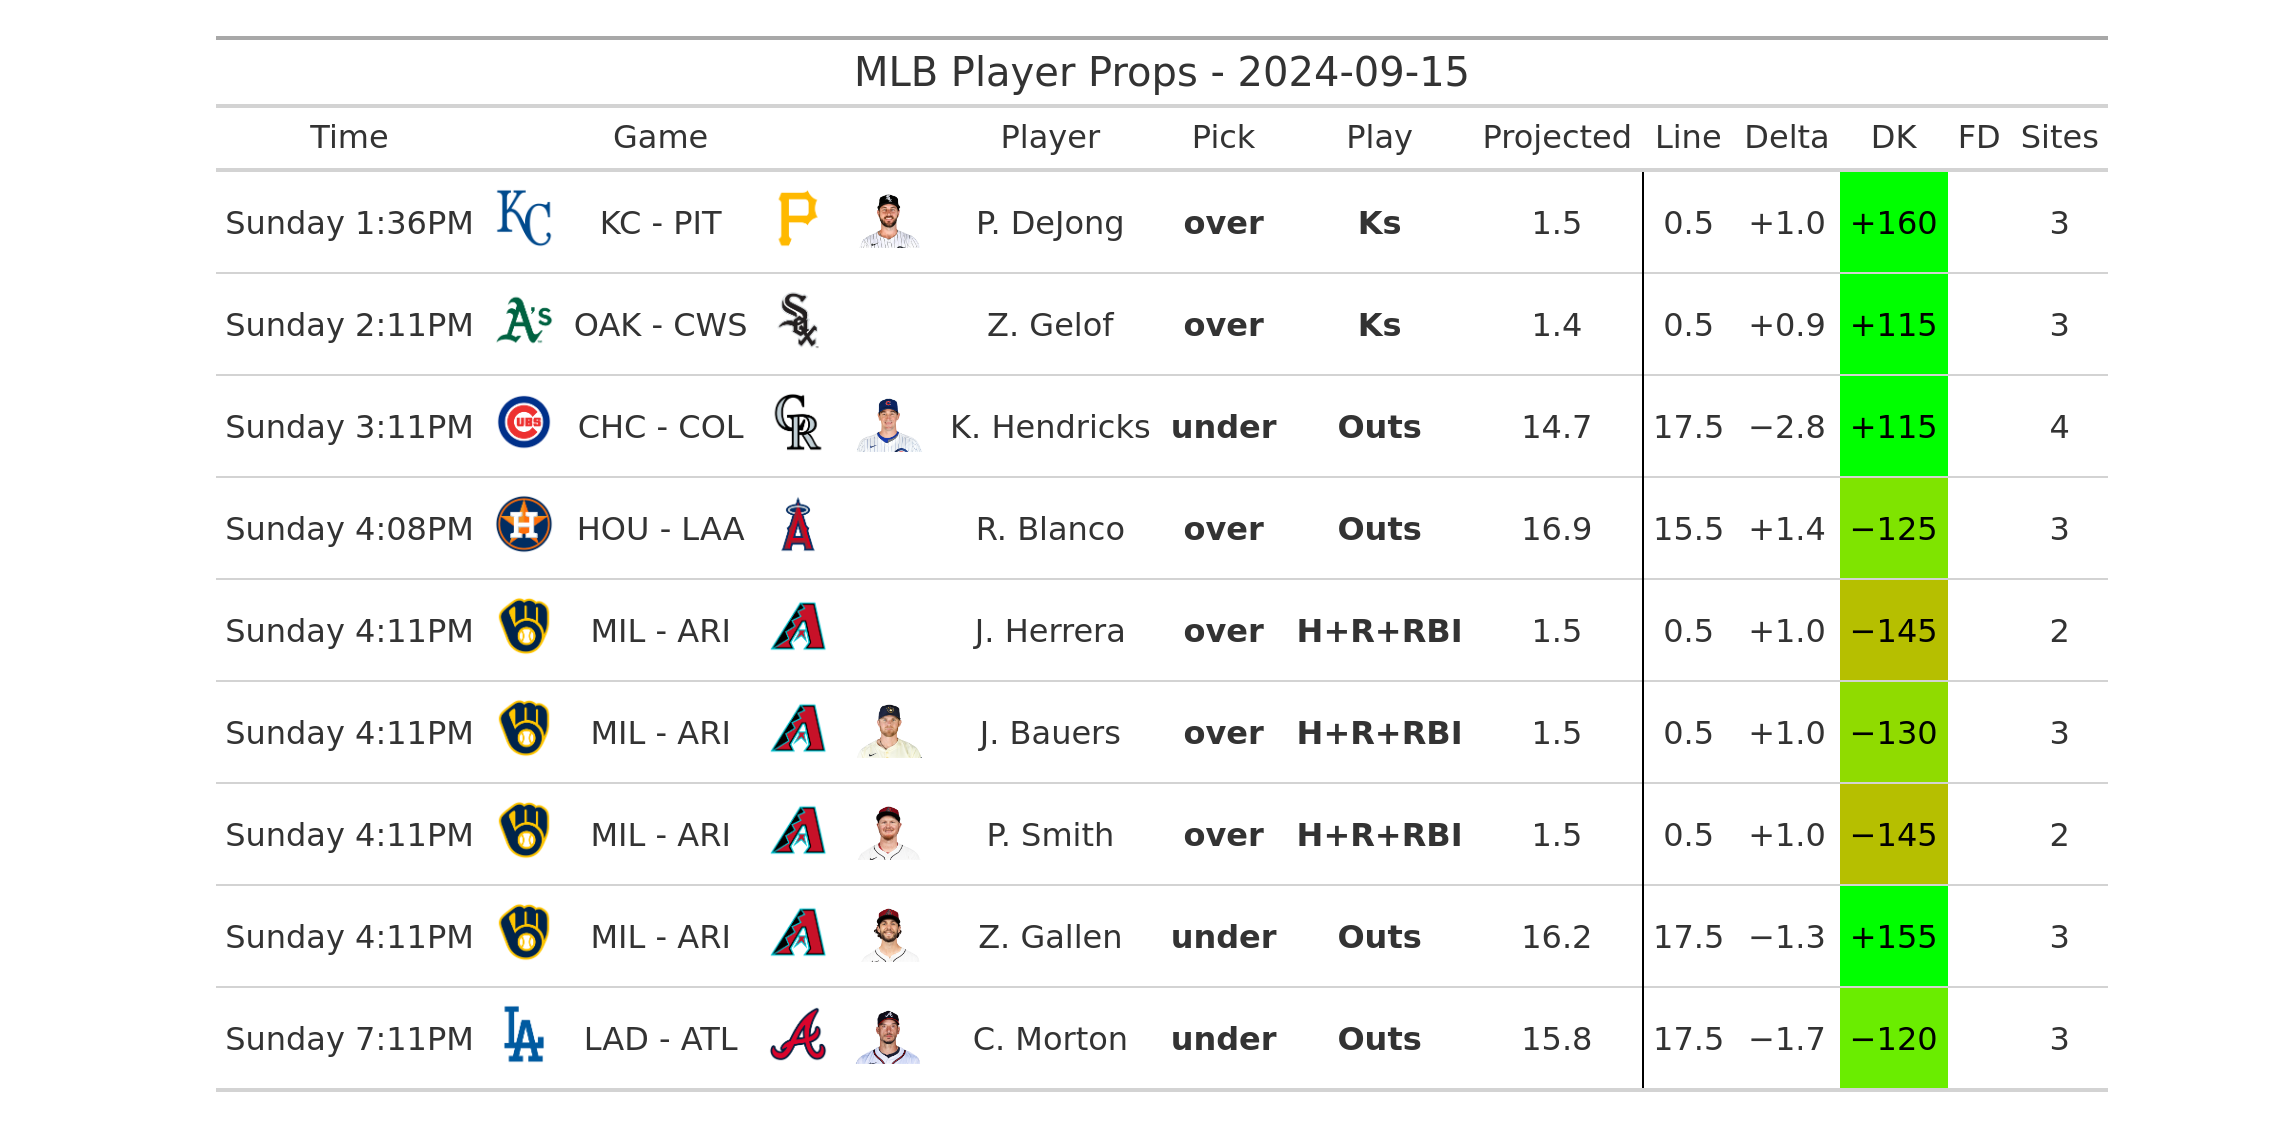 MLB Player Props - 2024-09-15
Time Game Player Pick Play Projected Line Delta DK FD Sites
Sunday 1:36PM KC KC - PIT P P. DeJong over Ks 1.5 0.5 +1.0 +160 3
Sunday 2:11PM A's OAK - CWS Sox Z. Gelof over Ks 1.4 0.5 +0.9 +115 3
Sunday 3:11PM CUBS CHC - COL CR K. Hendricks under Outs 14.7 17.5 −2.8 +115 4
Sunday 4:08PM H HOU - LAA A R. Blanco over Outs 16.9 15.5 +1.4 −125 3
Sunday 4:11PM MIL - ARI A J. Herrera over H+R+RBI 1.5 0.5 +1.0 −145 2
Sunday 4:11PM MIL - ARI A J. Bauers over H+R+RBI 1.5 0.5 +1.0 −130 3
Sunday 4:11PM MIL - ARI A P. Smith over H+R+RBI 1.5 0.5 +1.0 −145 2
Sunday 4:11PM MIL - ARI A Z. Gallen under Outs 16.2 17.5 −1.3 +155 3
Sunday 7:11PM LA LAD - ATL A C. Morton under Outs 15.8 17.5 −1.7 −120 3